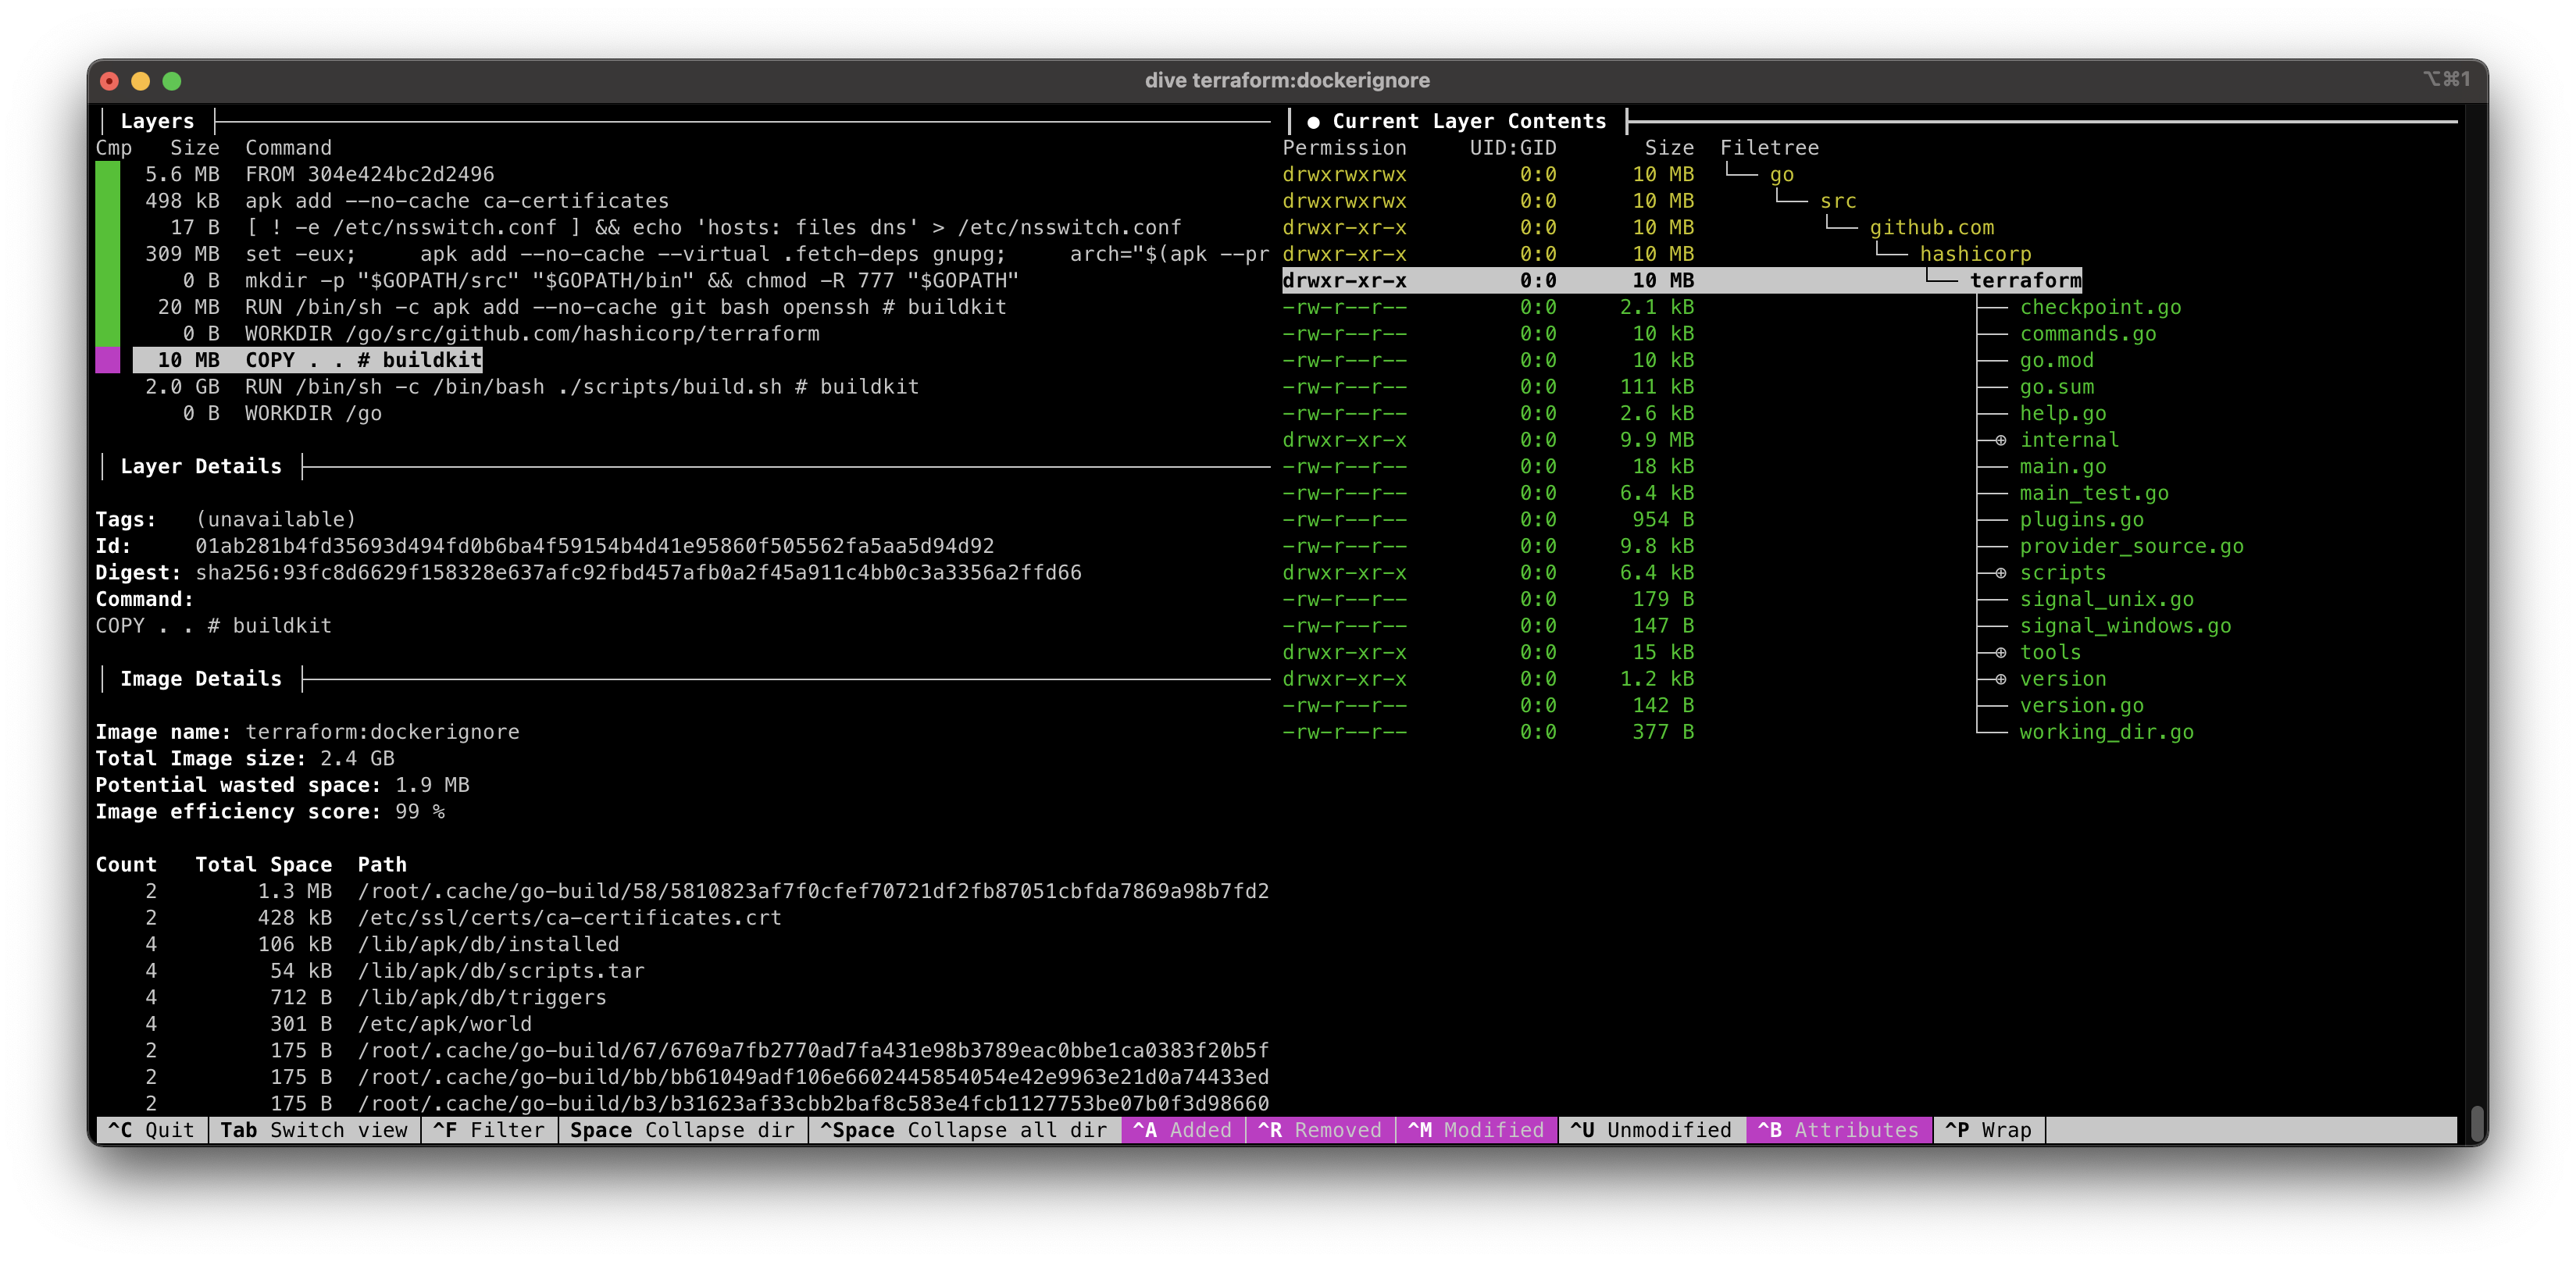 dive terraform:dockerignore
⌥⌘1
Layers
Cmp Size Command
5.6 MB FROM 304e424bc2d2496
498 kB apk add --no-cache ca-certificates
17 B [ ! -e /etc/nsswitch.conf ] && echo 'hosts: files dns' > /etc/nsswitch.conf
309 MB set -eux; apk add --no-cache --virtual .fetch-deps gnupg; arch="$(apk --pr
0 B mkdir -p "$GOPATH/src" "$GOPATH/bin" && chmod -R 777 "$GOPATH"
20 MB RUN /bin/sh -c apk add --no-cache git bash openssh # buildkit
0 B WORKDIR /go/src/github.com/hashicorp/terraform
10 MB COPY . . # buildkit
2.0 GB RUN /bin/sh -c /bin/bash ./scripts/build.sh # buildkit
0 B WORKDIR /go
Layer Details
Tags: (unavailable)
Id: 01ab281b4fd35693d494fd0b6ba4f59154b4d41e95860f505562fa5aa5d94d92
Digest: sha256:93fc8d6629f158328e637afc92fbd457afb0a2f45a911c4bb0c3a3356a2ffd66
Command:
COPY . . # buildkit
Image Details
Image name: terraform:dockerignore
Total Image size: 2.4 GB
Potential wasted space: 1.9 MB
Image efficiency score: 99 %
Count Total Space Path
2 1.3 MB /root/.cache/go-build/58/5810823af7f0cfef70721df2fb87051cbfda7869a98b7fd2
2 428 kB /etc/ssl/certs/ca-certificates.crt
4 106 kB /lib/apk/db/installed
4 54 kB /lib/apk/db/scripts.tar
4 712 B /lib/apk/db/triggers
4 301 B /etc/apk/world
2 175 B /root/.cache/go-build/67/6769a7fb2770ad7fa431e98b3789eac0bbe1ca0383f20b5f
2 175 B /root/.cache/go-build/bb/bb61049adf106e6602445854054e42e9963e21d0a74433ed
2 175 B /root/.cache/go-build/b3/b31623af33cbb2baf8c583e4fcb1127753be07b0f3d98660
● Current Layer Contents
Permission UID:GID Size Filetree
drwxrwxrwx 0:0 10 MB go
drwxrwxrwx 0:0 10 MB src
drwxr-xr-x 0:0 10 MB github.com
drwxr-xr-x 0:0 10 MB hashicorp
drwxr-xr-x 0:0 10 MB terraform
-rw-r--r-- 0:0 2.1 kB checkpoint.go
-rw-r--r-- 0:0 10 kB commands.go
-rw-r--r-- 0:0 10 kB go.mod
-rw-r--r-- 0:0 111 kB go.sum
-rw-r--r-- 0:0 2.6 kB help.go
drwxr-xr-x 0:0 9.9 MB ⊕ internal
-rw-r--r-- 0:0 18 kB main.go
-rw-r--r-- 0:0 6.4 kB main_test.go
-rw-r--r-- 0:0 954 B plugins.go
-rw-r--r-- 0:0 9.8 kB provider_source.go
drwxr-xr-x 0:0 6.4 kB ⊕ scripts
-rw-r--r-- 0:0 179 B signal_unix.go
-rw-r--r-- 0:0 147 B signal_windows.go
drwxr-xr-x 0:0 15 kB ⊕ tools
drwxr-xr-x 0:0 1.2 kB ⊕ version
-rw-r--r-- 0:0 142 B version.go
-rw-r--r-- 0:0 377 B working_dir.go
^C Quit Tab Switch view ^F Filter Space Collapse dir ^Space Collapse all dir ^A Added ^R Removed ^M Modified ^U Unmodified ^B Attributes ^P Wrap